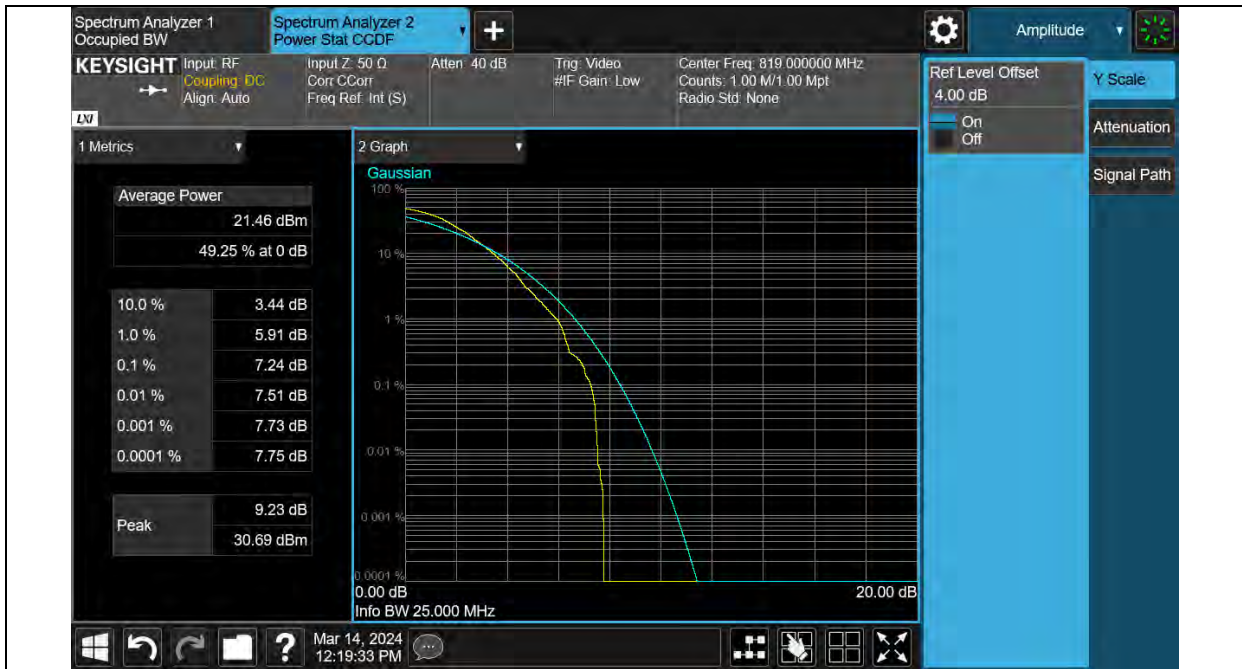 Spectrum Analyzer 1
Occupied BW
Spectrum Analyzer 2
Power Stat CCDF
Amplitude
KEYSIGHT
LXI
Input: RF
Coupling: DC
Align: Auto
Input Z: 50 Ω
Corr CCorr
Freq Ref: Int (S)
Atten: 40 dB
Trig: Video
#IF Gain: Low
Center Freq: 819.000000 MHz
Counts: 1.00 M/1.00 Mpt
Radio Std: None
Ref Level Offset
4.00 dB
On
Off
Y Scale
Attenuation
Signal Path
1 Metrics
Average Power
21.46 dBm
49.25 % at 0 dB
10.0 % 3.44 dB
1.0 % 5.91 dB
0.1 % 7.24 dB
0.01 % 7.51 dB
0.001 % 7.73 dB
0.0001 % 7.75 dB
Peak
9.23 dB
30.69 dBm
2 Graph
Gaussian
100 %
10 %
1 %
0.1 %
0.01 %
0.001 %
0.0001 %
0.00 dB
20.00 dB
Info BW 25.000 MHz
?
Mar 14, 2024
12:19:33 PM